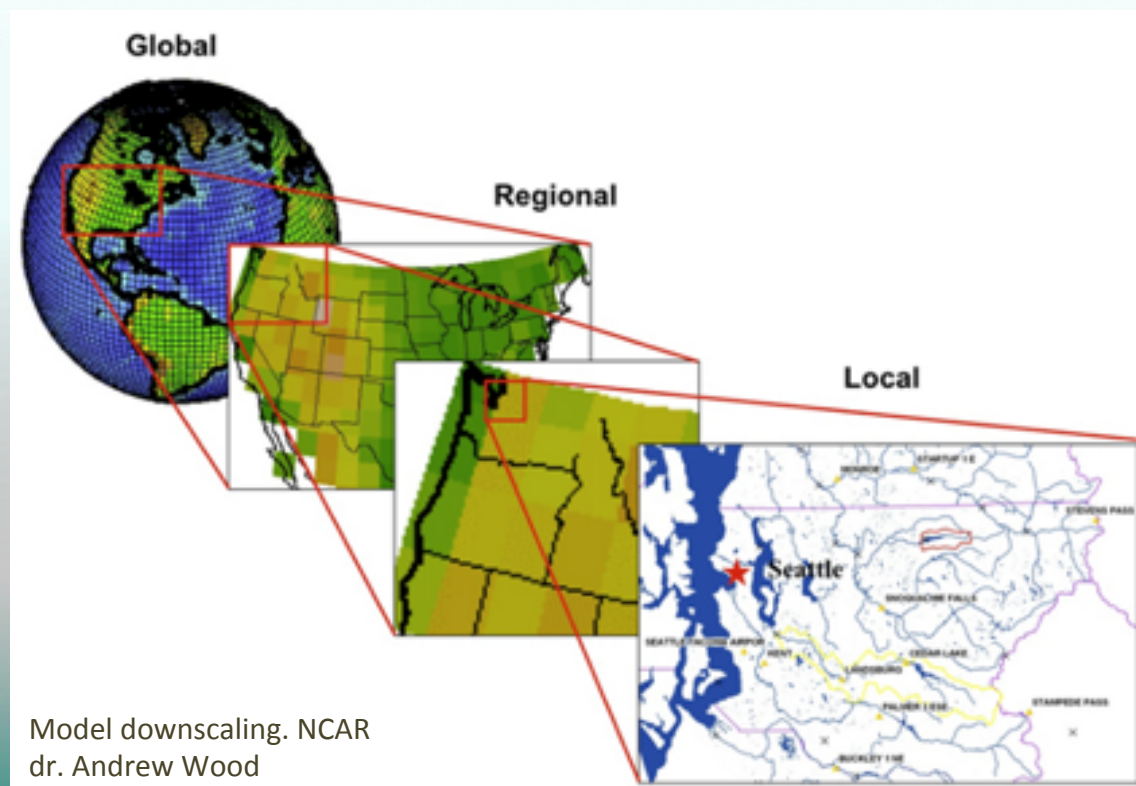 Global
Regional
Local
MONROE
STARTUP 1 E
STEVENS PASS
Seattle
SNOQUALMIE FALLS
SEATTLE TACOMA AIRPOR
KENT
CEDAR LAKE
LANDSBURG
PALMER 3 ESE
STAMPEDE PASS
BUCKLEY 1 NE
Model downscaling. NCAR
dr. Andrew Wood